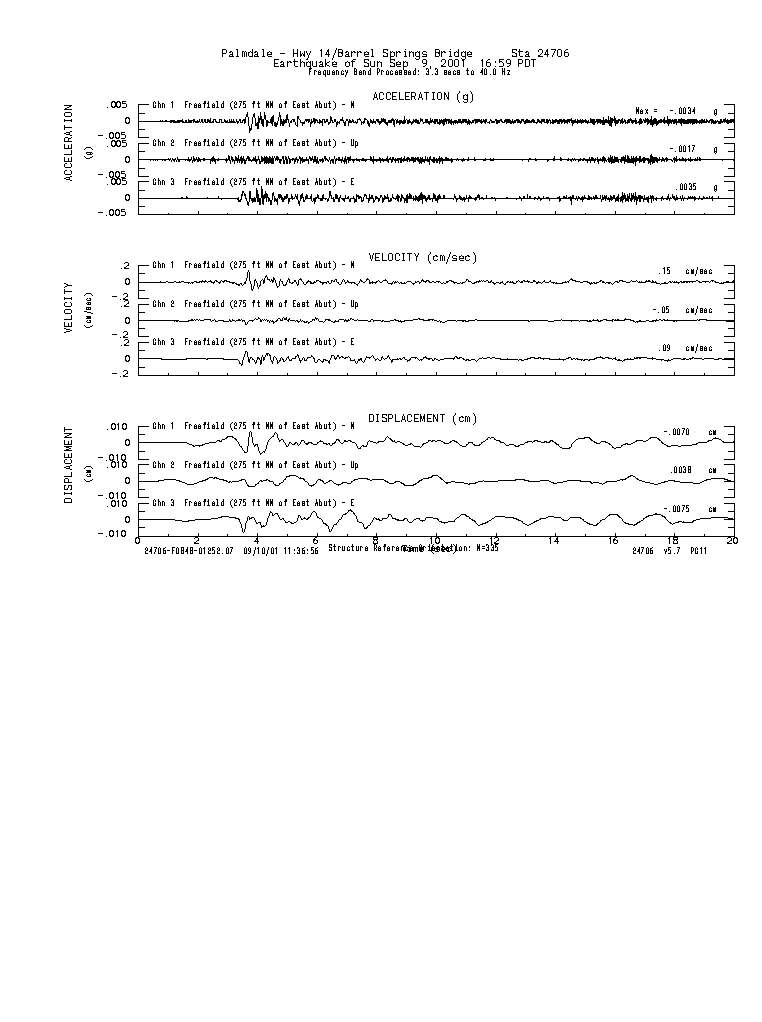 Palmdale - Hwy 14/Barrel Springs Bridge Sta 24706
Earthquake of Sun Sep 9, 2001 16:59 PDT
Frequency Band Processed: 3.3 secs to 40.0 Hz
ACCELERATION (g)
.005 Chn 1 Freefield (275 ft NW of East Abut) - N Max = -.0034 g
0
-.005 Chn 2 Freefield (275 ft NW of East Abut) - Up -.0017 g
ACCELERATION (g)
0
-.005
.005 Chn 3 Freefield (275 ft NW of East Abut) - E .0035 g
0
-.005
VELOCITY (cm/sec)
.2 Chn 1 Freefield (275 ft NW of East Abut) - N .15 cm/sec
0
-.2 Chn 2 Freefield (275 ft NW of East Abut) - Up -.05 cm/sec
VELOCITY (cm/sec)
0
-.2
.2 Chn 3 Freefield (275 ft NW of East Abut) - E .09 cm/sec
0
-.2
DISPLACEMENT (cm)
.010 Chn 1 Freefield (275 ft NW of East Abut) - N -.0070 cm
0
-.010
.010 Chn 2 Freefield (275 ft NW of East Abut) - Up .0038 cm
DISPLACEMENT (cm)
0
-.010
.010 Chn 3 Freefield (275 ft NW of East Abut) - E -.0075 cm
0
-.010
0 2 4 6 8 10 12 14 16 18 20
Time (sec)
24706-F0848-01252.07 09/10/01 11:36:56 Structure Reference Orientation: N=335 24706 v5.7 PC11